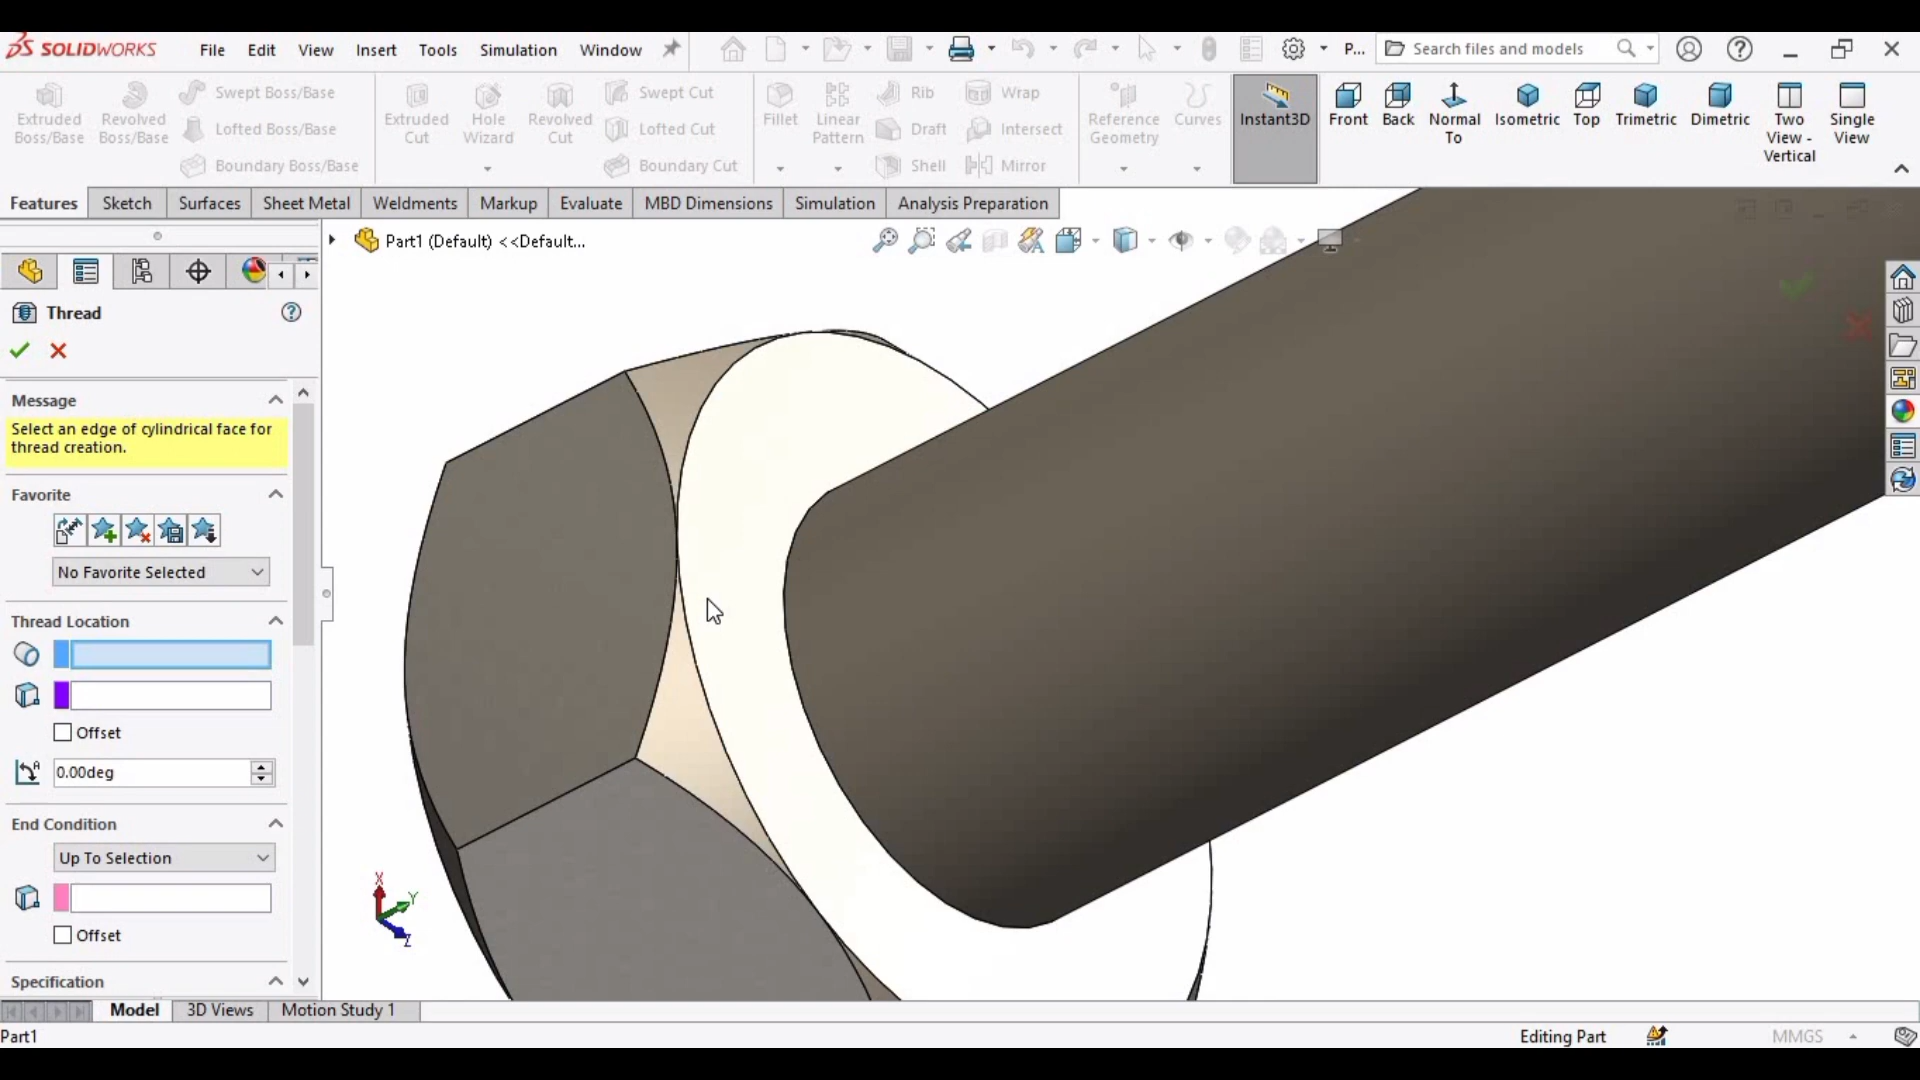 SOLIDWORKS File Edit View Insert Tools Simulation Window P... Search files and models
Extruded Boss/Base
Revolved Boss/Base
Swept Boss/Base
Lofted Boss/Base
Boundary Boss/Base
Extruded Cut
Hole Wizard
Revolved Cut
Swept Cut
Lofted Cut
Boundary Cut
Fillet
Linear Pattern
Rib
Draft
Shell
Wrap
Intersect
Mirror
Reference Geometry
Curves
Instant3D
Front
Back
Normal To
Isometric
Top
Trimetric
Dimetric
Two View - Vertical
Single View
Features Sketch Surfaces Sheet Metal Weldments Markup Evaluate MBD Dimensions Simulation Analysis Preparation
Part1 (Default) <<Default...
Thread
Message
Select an edge of cylindrical face for
thread creation.
Favorite
No Favorite Selected
Thread Location
Offset
0.00deg
End Condition
Up To Selection
Offset
Specification
X
Y
Z
Model 3D Views Motion Study 1
Part1 Editing Part MMGS